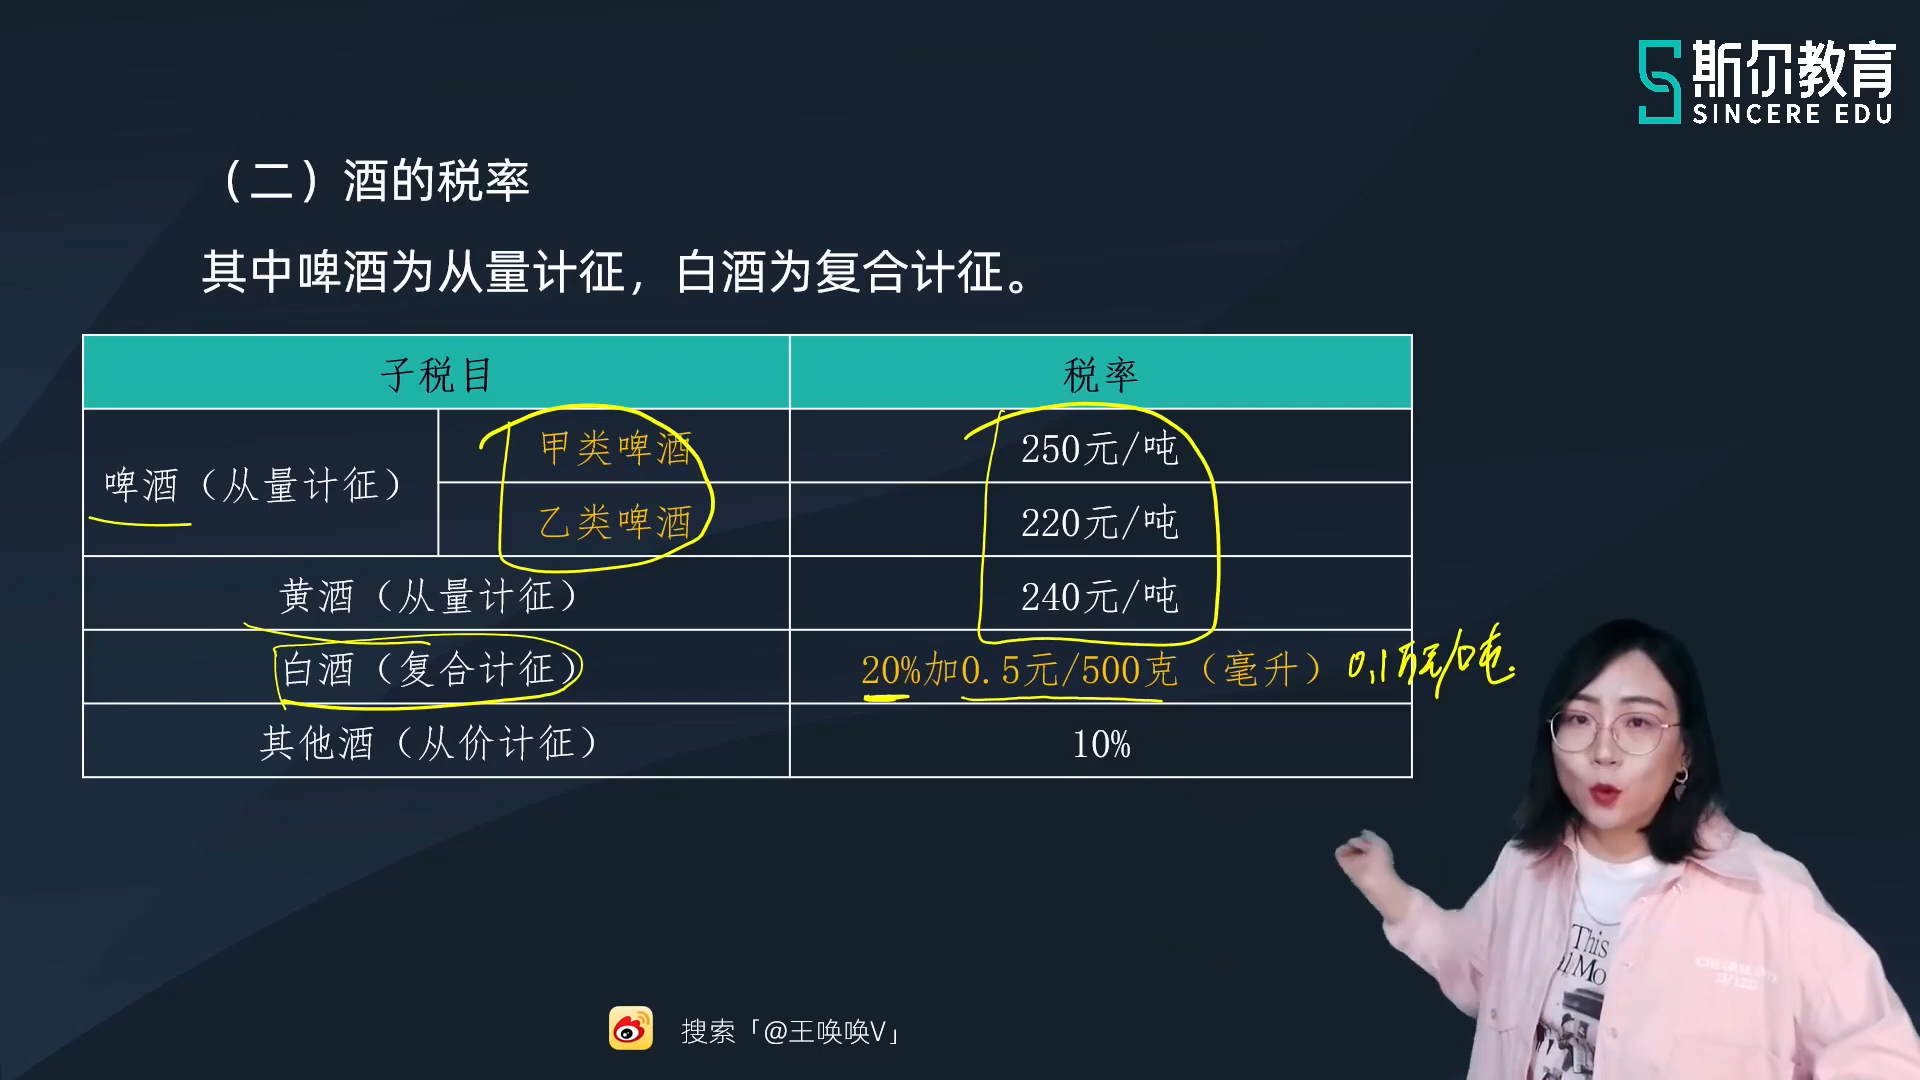 斯尔教育
SINCERE EDU
（二）酒的税率
其中啤酒为从量计征，白酒为复合计征。
子税目 税率
啤酒（从量计征） 甲类啤酒 250元/吨
乙类啤酒 220元/吨
黄酒（从量计征） 240元/吨
白酒（复合计征） 20%加0.5元/500克（毫升） 0.1万元/吨.
其他酒（从价计征） 10%
This
Mo
搜索「@王唤唤V」